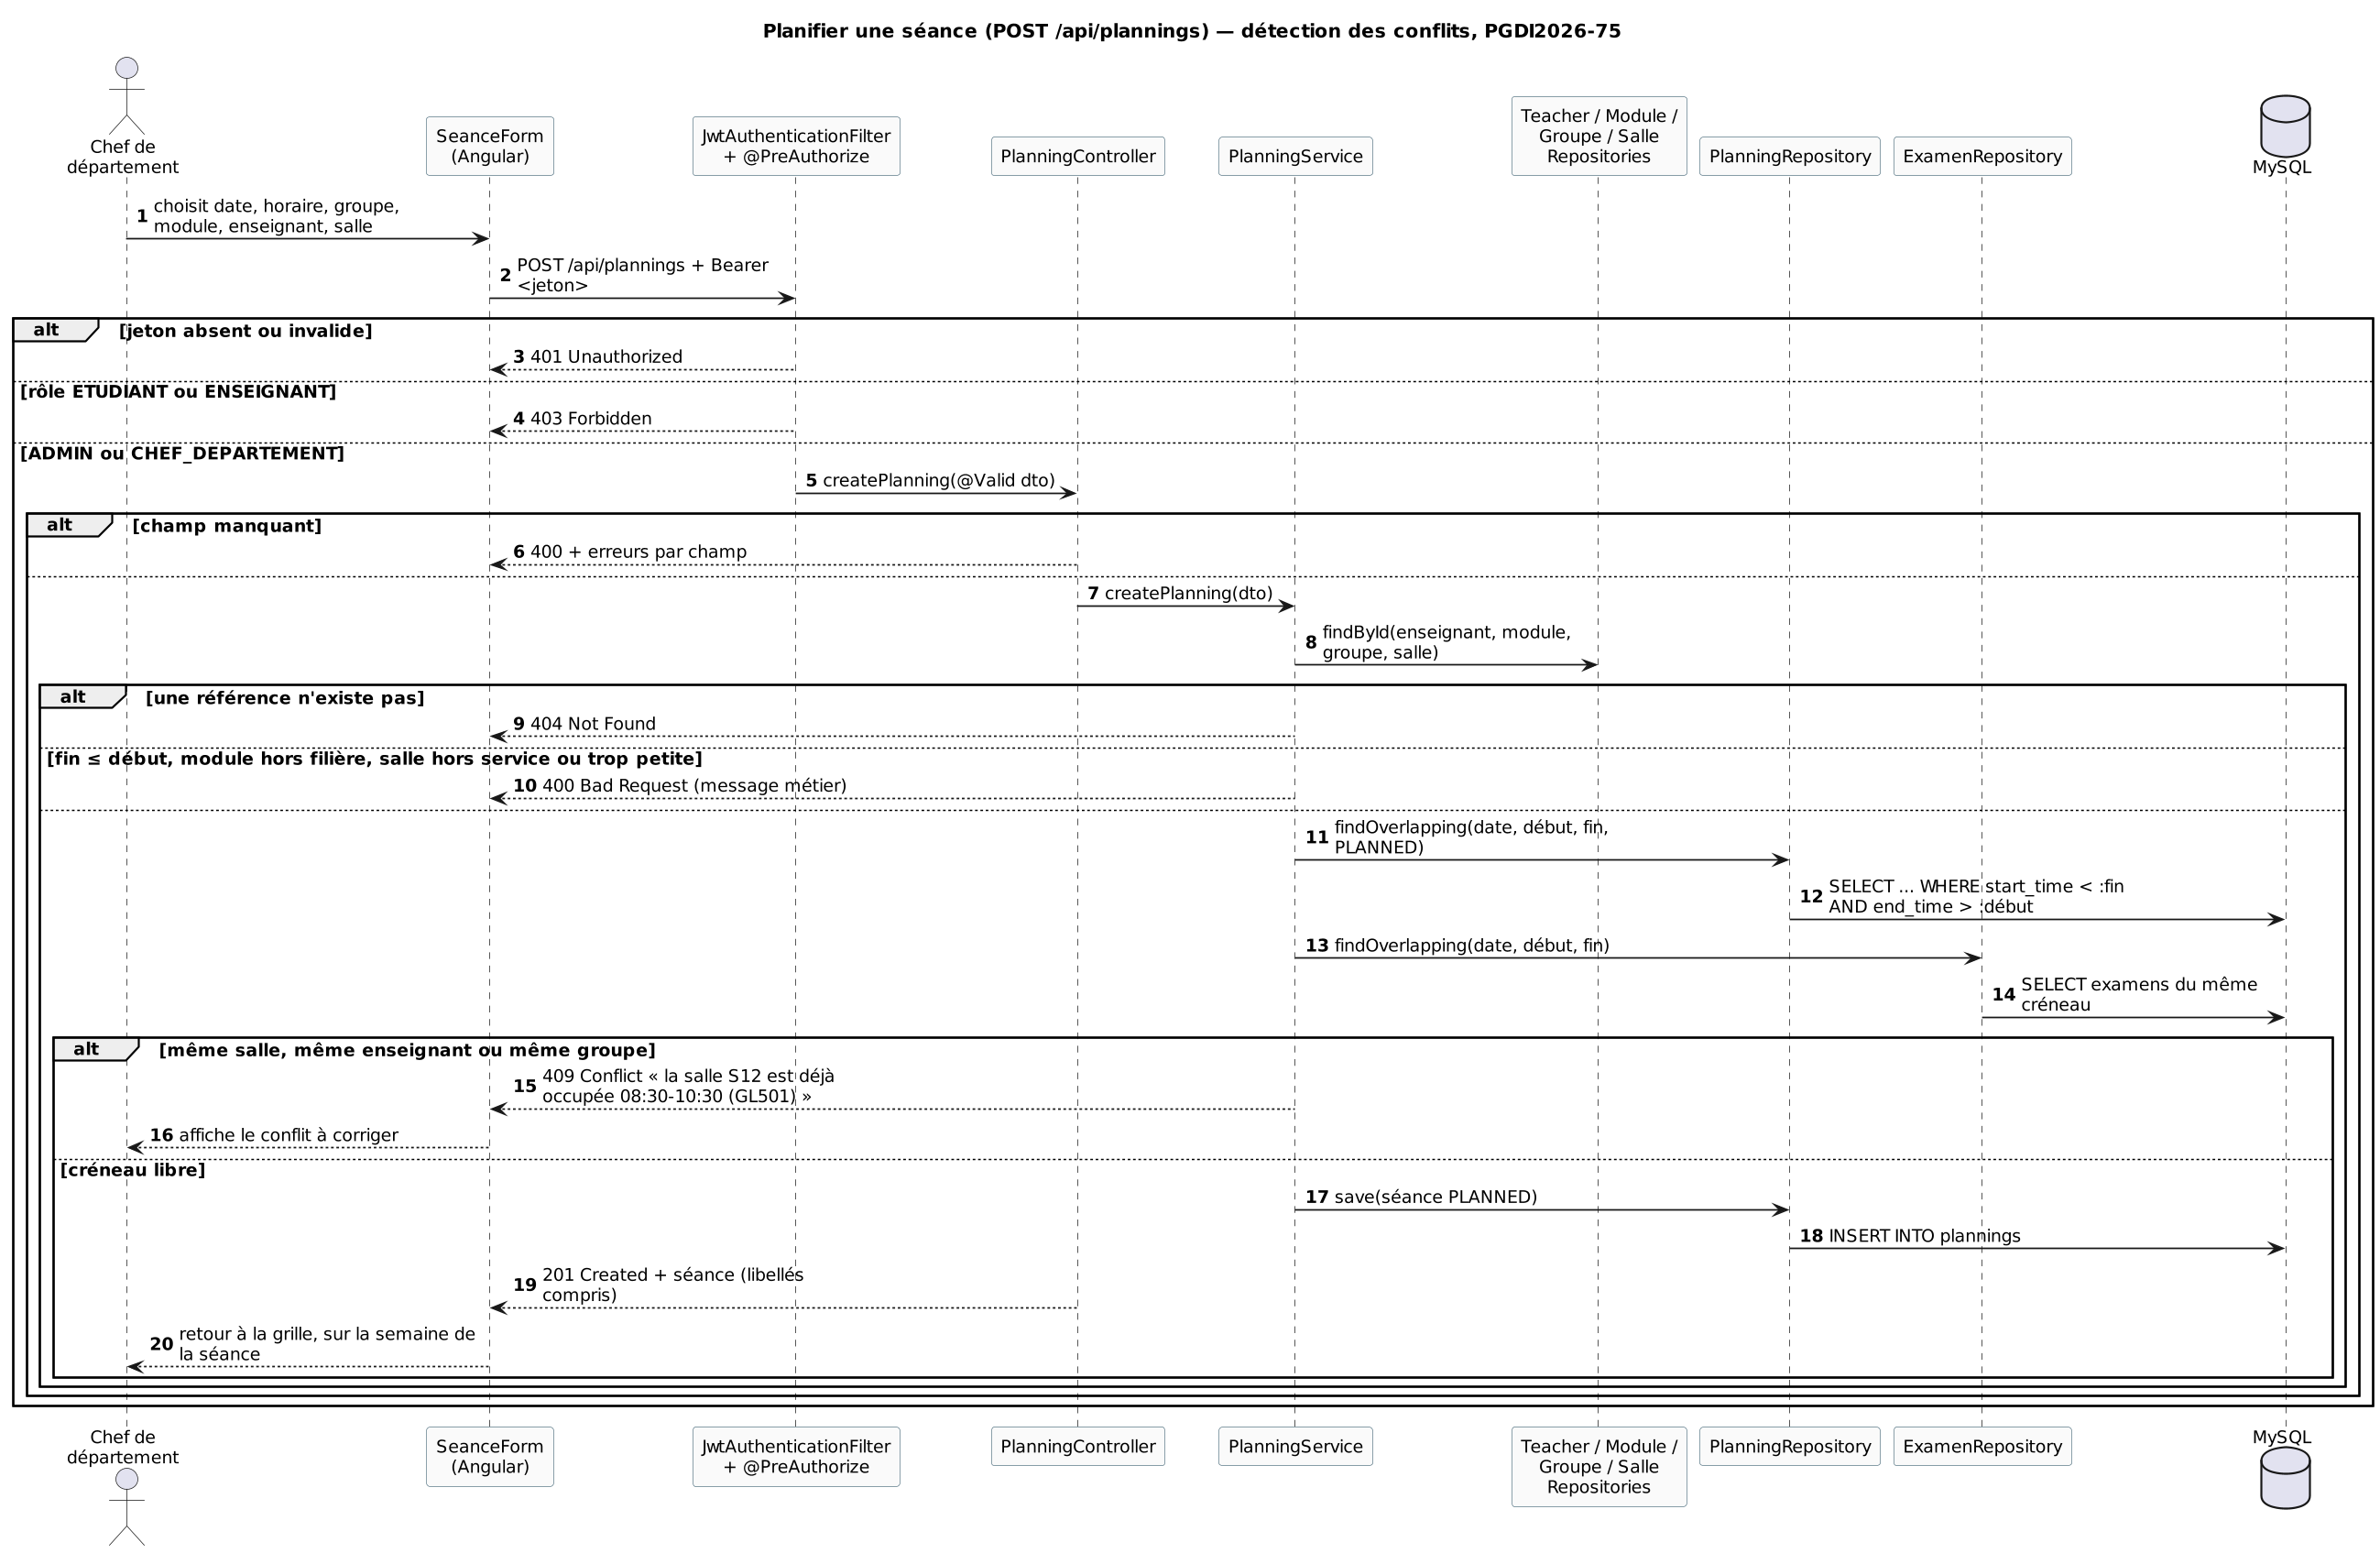 Planifier une séance (POST /api/plannings) — détection des conflits, PGDI2026-75
Chef de
département
SeanceForm
(Angular)
JwtAuthenticationFilter
+ @PreAuthorize
PlanningController
PlanningService
Teacher / Module /
Groupe / Salle
Repositories
PlanningRepository
ExamenRepository
MySQL
1 choisit date, horaire, groupe,
module, enseignant, salle
2 POST /api/plannings + Bearer
<jeton>
alt [jeton absent ou invalide]
3 401 Unauthorized
[rôle ETUDIANT ou ENSEIGNANT]
4 403 Forbidden
[ADMIN ou CHEF_DEPARTEMENT]
5 createPlanning(@Valid dto)
alt [champ manquant]
6 400 + erreurs par champ
7 createPlanning(dto)
8 findById(enseignant, module,
groupe, salle)
alt [une référence n'existe pas]
9 404 Not Found
[fin ≤ début, module hors filière, salle hors service ou trop petite]
10 400 Bad Request (message métier)
11 findOverlapping(date, début, fin,
PLANNED)
12 SELECT ... WHERE start_time < :fin
AND end_time > :début
13 findOverlapping(date, début, fin)
14 SELECT examens du même
créneau
alt [même salle, même enseignant ou même groupe]
15 409 Conflict « la salle S12 est déjà
occupée 08:30-10:30 (GL501) »
16 affiche le conflit à corriger
[créneau libre]
17 save(séance PLANNED)
18 INSERT INTO plannings
19 201 Created + séance (libellés
compris)
20 retour à la grille, sur la semaine de
la séance
Chef de
département
SeanceForm
(Angular)
JwtAuthenticationFilter
+ @PreAuthorize
PlanningController
PlanningService
Teacher / Module /
Groupe / Salle
Repositories
PlanningRepository
ExamenRepository
MySQL